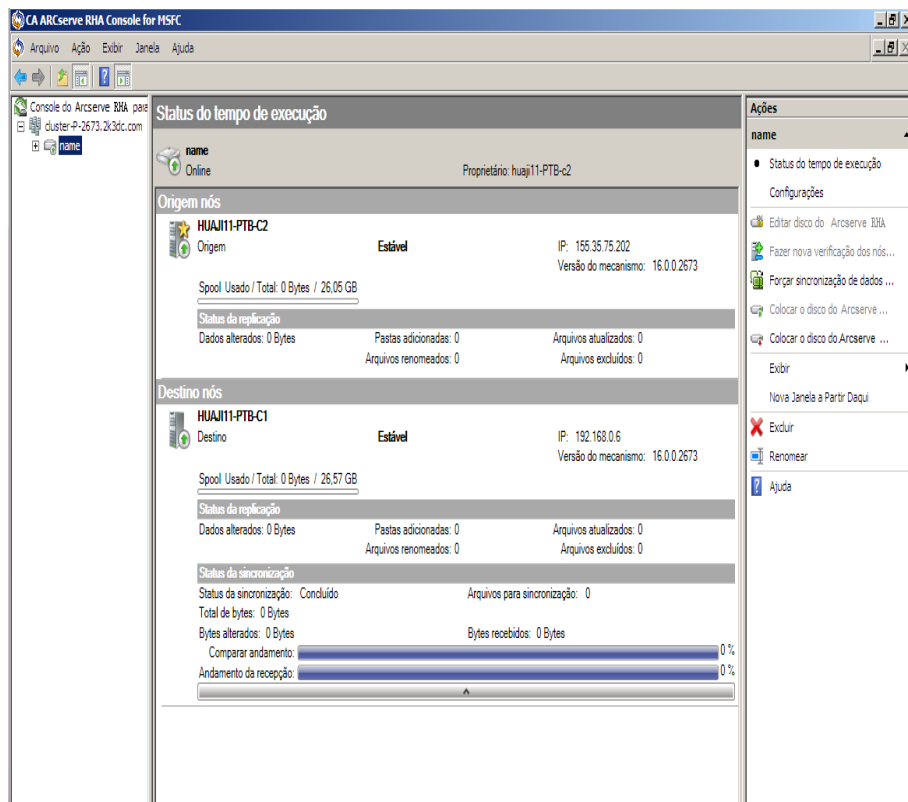 CA ARCserve RHA Console for MSFC
Arquivo Ação Exibir Janela Ajuda
Console do Arcserve RHA para
cluster-P-2673.2k3dc.com
name
Status do tempo de execução
name
Online
Proprietário: huaji11-PTB-c2
Origem nós
HUAJI11-PTB-C2
Origem Estável IP: 155.35.75.202
Versão do mecanismo: 16.0.0.2673
Spool Usado / Total: 0 Bytes / 26,05 GB
Status da replicação
Dados alterados: 0 Bytes Pastas adicionadas: 0 Arquivos atualizados: 0
Arquivos renomeados: 0 Arquivos excluídos: 0
Destino nós
HUAJI11-PTB-C1
Destino Estável IP: 192.168.0.6
Versão do mecanismo: 16.0.0.2673
Spool Usado / Total: 0 Bytes / 26,57 GB
Status da replicação
Dados alterados: 0 Bytes Pastas adicionadas: 0 Arquivos atualizados: 0
Arquivos renomeados: 0 Arquivos excluídos: 0
Status da sincronização
Status da sincronização: Concluído Arquivos para sincronização: 0
Total de bytes: 0 Bytes
Bytes alterados: 0 Bytes Bytes recebidos: 0 Bytes
Comparar andamento: 0 %
Andamento da recepção: 0 %
Ações
name
Status do tempo de execução
Configurações
Editar disco do Arcserve RHA
Fazer nova verificação dos nós...
Forçar sincronização de dados ...
Colocar o disco do Arcserve ...
Colocar o disco do Arcserve ...
Exibir
Nova Janela a Partir Daqui
Excluir
Renomear
Ajuda